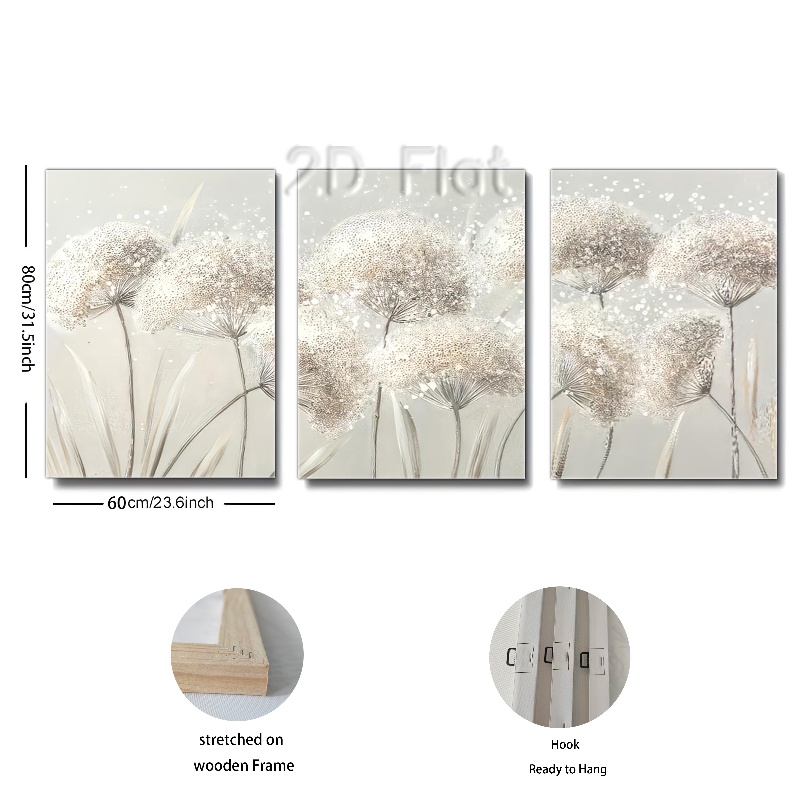 2D Flat
80cm/31.5inch
60cm/23.6inch
stretched on
wooden Frame
Hook
Ready to Hang